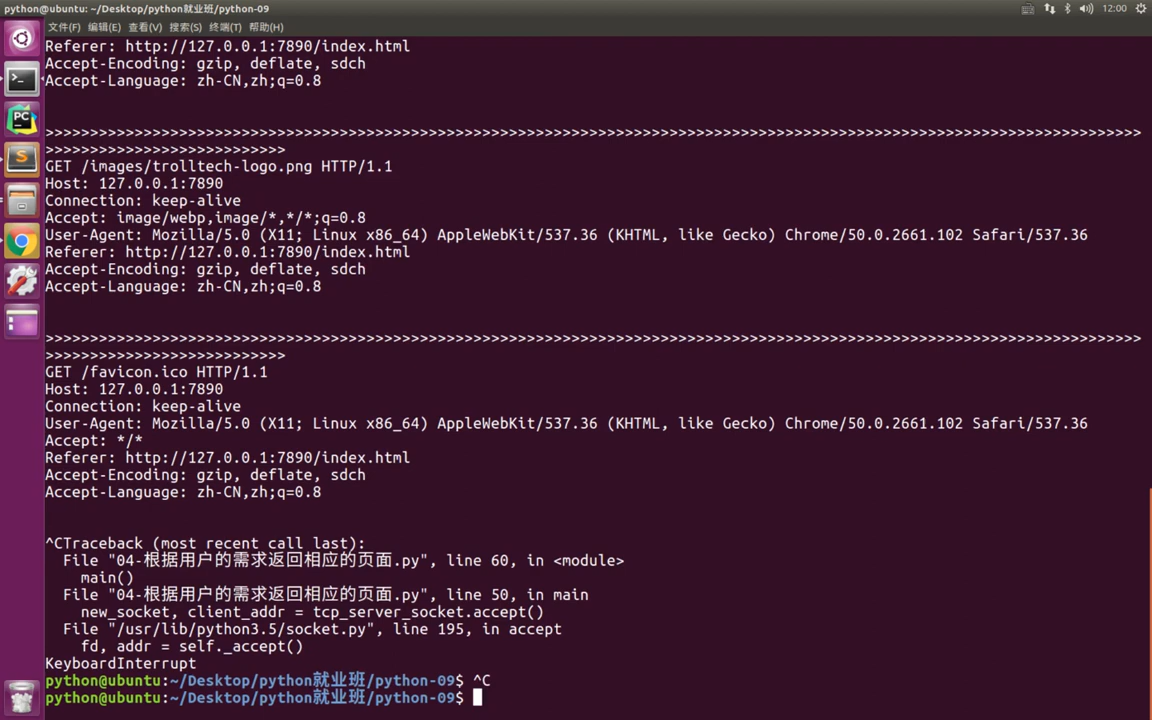 python@ubuntu: ~/Desktop/python就业班/python-09
12:00
文件(F) 编辑(E) 查看(V) 搜索(S) 终端(T) 帮助(H)
Referer: http://127.0.0.1:7890/index.html
Accept-Encoding: gzip, deflate, sdch
Accept-Language: zh-CN,zh;q=0.8
>>>>>>>>>>>>>>>>>>>>>>>>>>>>>>>>>>>>>>>>>>>>>>>>>>>>>>>>>>>>>>>>>>>>>>>>>>>>>>>>>>>>>>>>>>>>>>>>>>>>>>>>>>>>>>>>>>>>>>>>>>>
>>>>>>>>>>>>>>>>>>>>>>>>>>>
GET /images/trolltech-logo.png HTTP/1.1
Host: 127.0.0.1:7890
Connection: keep-alive
Accept: image/webp,image/*,*/*;q=0.8
User-Agent: Mozilla/5.0 (X11; Linux x86_64) AppleWebKit/537.36 (KHTML, like Gecko) Chrome/50.0.2661.102 Safari/537.36
Referer: http://127.0.0.1:7890/index.html
Accept-Encoding: gzip, deflate, sdch
Accept-Language: zh-CN,zh;q=0.8
>>>>>>>>>>>>>>>>>>>>>>>>>>>>>>>>>>>>>>>>>>>>>>>>>>>>>>>>>>>>>>>>>>>>>>>>>>>>>>>>>>>>>>>>>>>>>>>>>>>>>>>>>>>>>>>>>>>>>>>>>>>
>>>>>>>>>>>>>>>>>>>>>>>>>>>
GET /favicon.ico HTTP/1.1
Host: 127.0.0.1:7890
Connection: keep-alive
User-Agent: Mozilla/5.0 (X11; Linux x86_64) AppleWebKit/537.36 (KHTML, like Gecko) Chrome/50.0.2661.102 Safari/537.36
Accept: */*
Referer: http://127.0.0.1:7890/index.html
Accept-Encoding: gzip, deflate, sdch
Accept-Language: zh-CN,zh;q=0.8
^CTraceback (most recent call last):
  File "04-根据用户的需求返回相应的页面.py", line 60, in <module>
    main()
  File "04-根据用户的需求返回相应的页面.py", line 50, in main
    new_socket, client_addr = tcp_server_socket.accept()
  File "/usr/lib/python3.5/socket.py", line 195, in accept
    fd, addr = self._accept()
KeyboardInterrupt
python@ubuntu:~/Desktop/python就业班/python-09$ ^C
python@ubuntu:~/Desktop/python就业班/python-09$